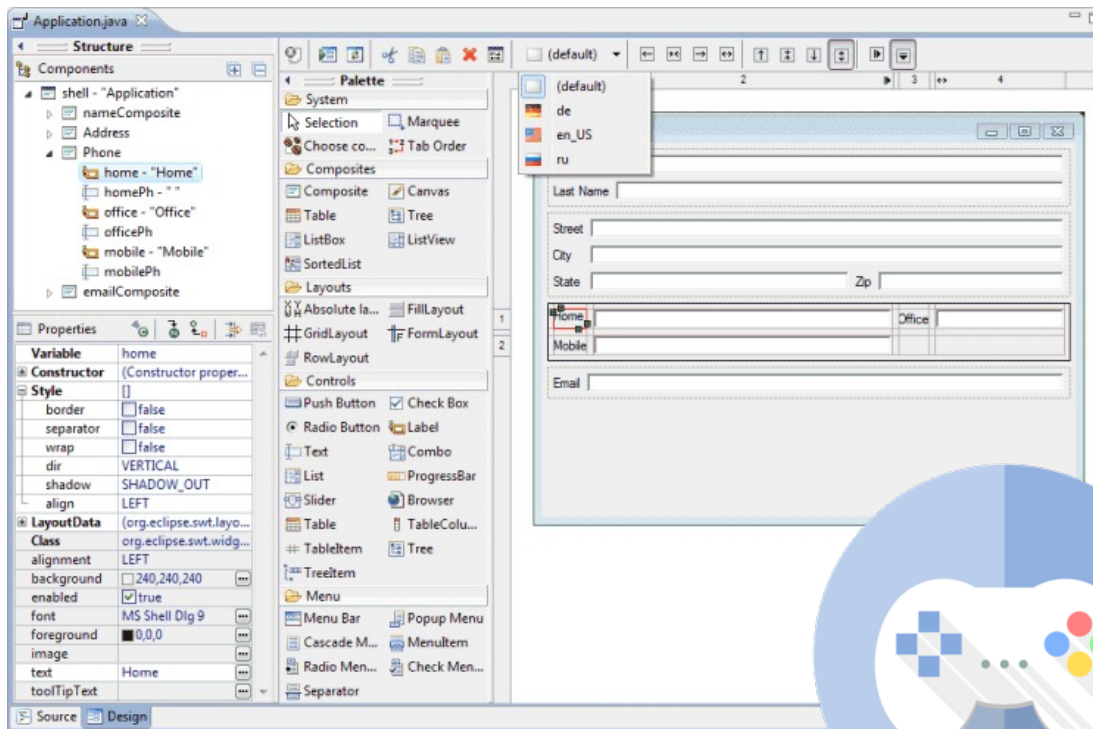 Application.java
Structure
Components
shell - "Application"
nameComposite
Address
Phone
home - "Home"
homePh - " "
office - "Office"
officePh
mobile - "Mobile"
mobilePh
emailComposite
Properties
Variable home
Constructor (Constructor proper...
Style []
border false
separator false
wrap false
dir VERTICAL
shadow SHADOW_OUT
align LEFT
LayoutData (org.eclipse.swt.layo...
Class org.eclipse.swt.widg...
alignment LEFT
background 240,240,240
enabled true
font MS Shell Dlg 9
foreground 0,0,0
image
text Home
toolTipText
Source Design
Palette
System
Selection Marquee
Choose co... Tab Order
Composites
Composite Canvas
Table Tree
ListBox ListView
SortedList
Layouts
Absolute la... FillLayout
GridLayout FormLayout
RowLayout
Controls
Push Button Check Box
Radio Button Label
Text Combo
List ProgressBar
Slider Browser
Table TableColu...
TableItem Tree
TreeItem
Menu
Menu Bar Popup Menu
Cascade M... MenuItem
Radio Men... Check Men...
Separator
(default)
(default)
de
en_US
ru
2 3 4
1
2
Last Name
Street
City
State Zip
Home Office
Mobile
Email